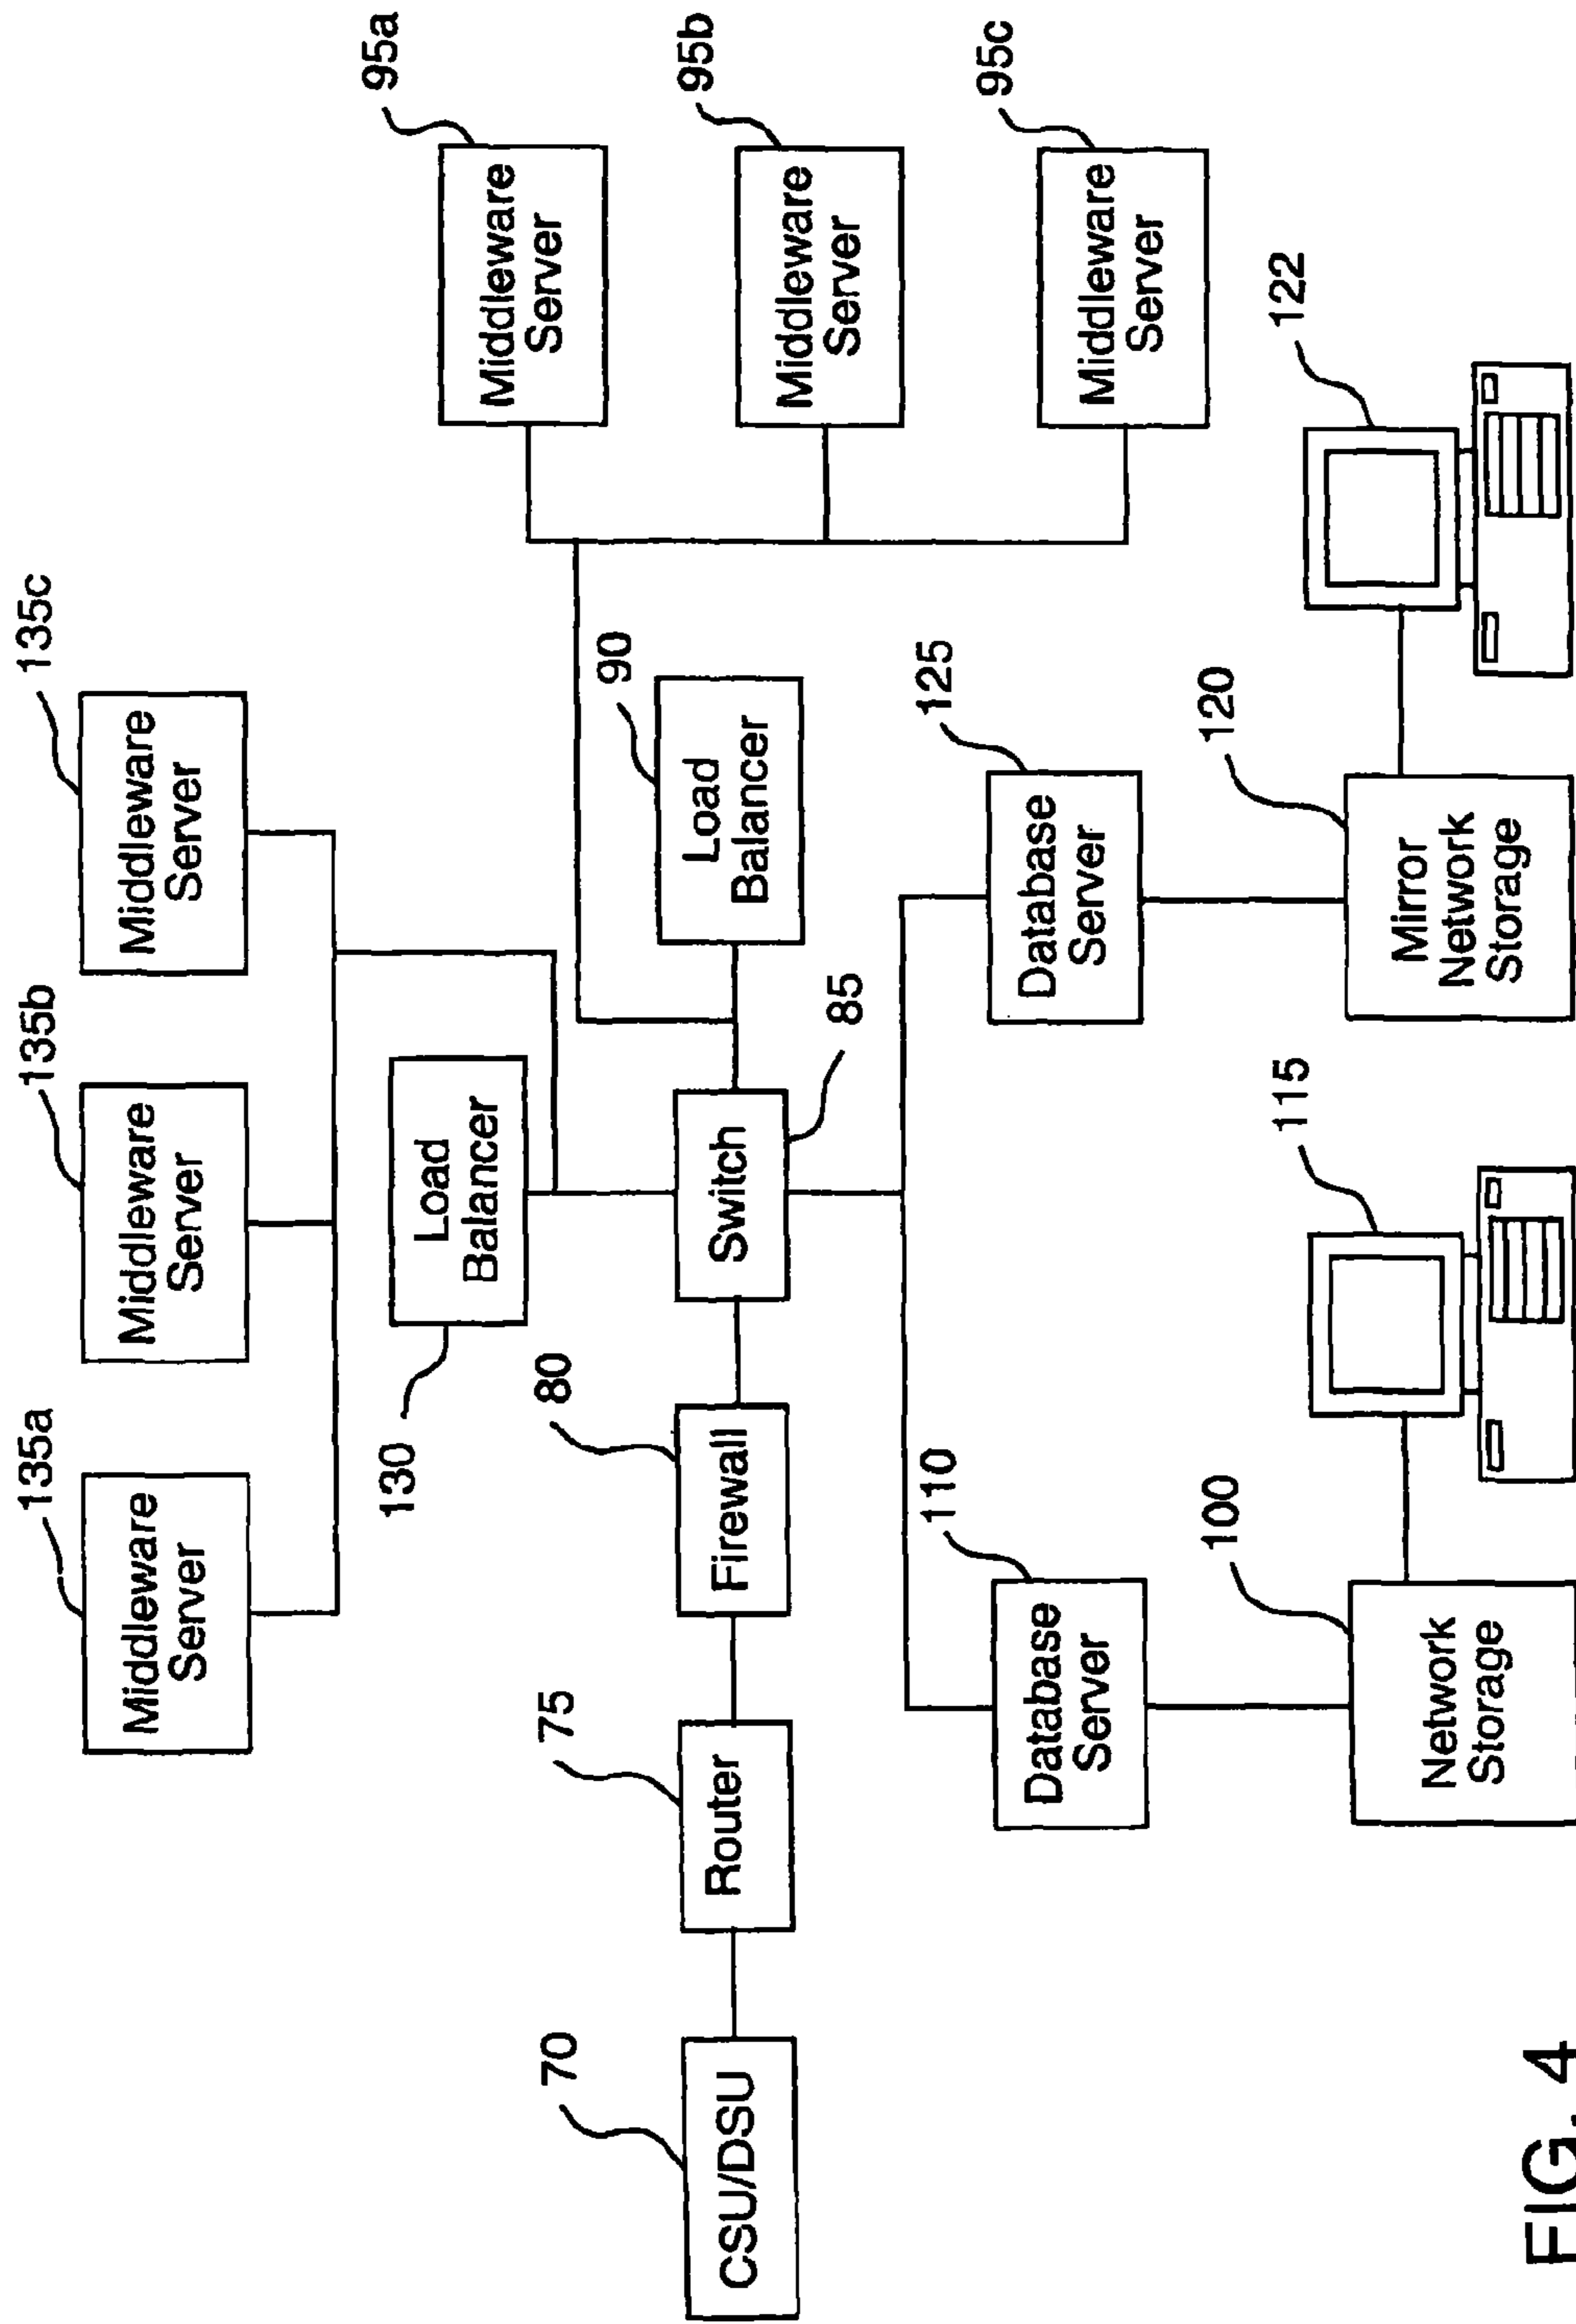 135a
Middleware
Server
135b
Middleware
Server
135c
Middleware
Server
95a
Middleware
Server
95b
Middleware
Server
95c
Middleware
Server
130
Load
Balancer
90
Load
Balancer
70
CSU/DSU
75
Router
80
Firewall
85
Switch
110
Database
Server
125
Database
Server
100
Network
Storage
115
120
Mirror
Network
Storage
122
FIG. 4